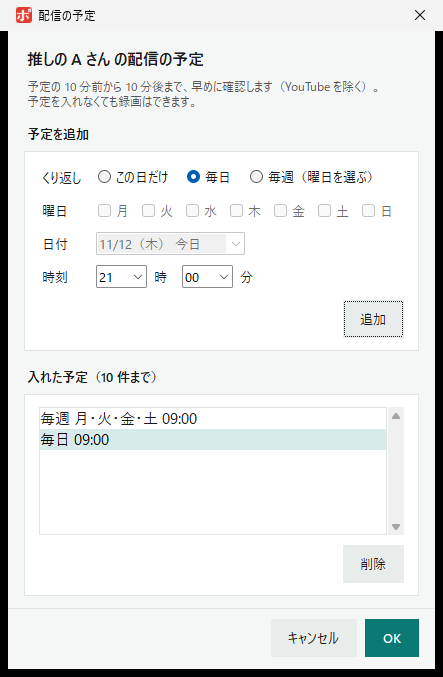 ポ 配信の予定
推しの A さん の配信の予定
予定の 10 分前から 10 分後まで、早めに確認します（YouTube を除く）。
予定を入れなくても録画はできます。
予定を追加
くり返し この日だけ 毎日 毎週（曜日を選ぶ）
曜日 月 火 水 木 金 土 日
日付 11/12（木） 今日
時刻 21 時 00 分
追加
入れた予定（10 件まで）
毎週 月・火・金・土 09:00
毎日 09:00
削除
キャンセル OK